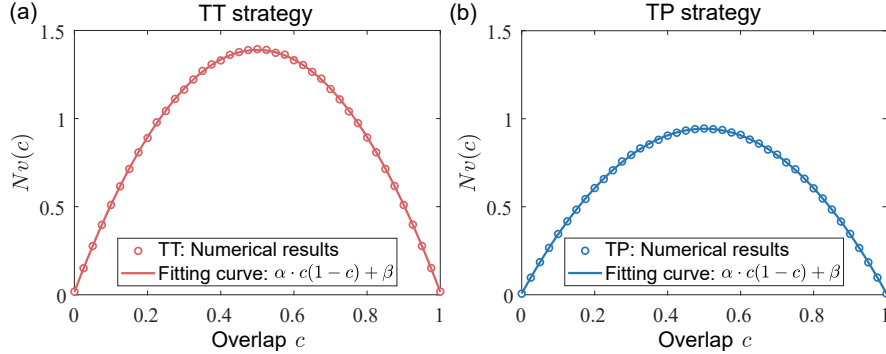 (a)
TT strategy
1.5
1
0.5
0
Nv(c)
TT: Numerical results
Fitting curve: α · c(1 − c) + β
0
0.2
0.4
0.6
0.8
1
Overlap c
(b)
TP strategy
1.5
1
0.5
0
Nv(c)
TP: Numerical results
Fitting curve: α · c(1 − c) + β
0
0.2
0.4
0.6
0.8
1
Overlap c